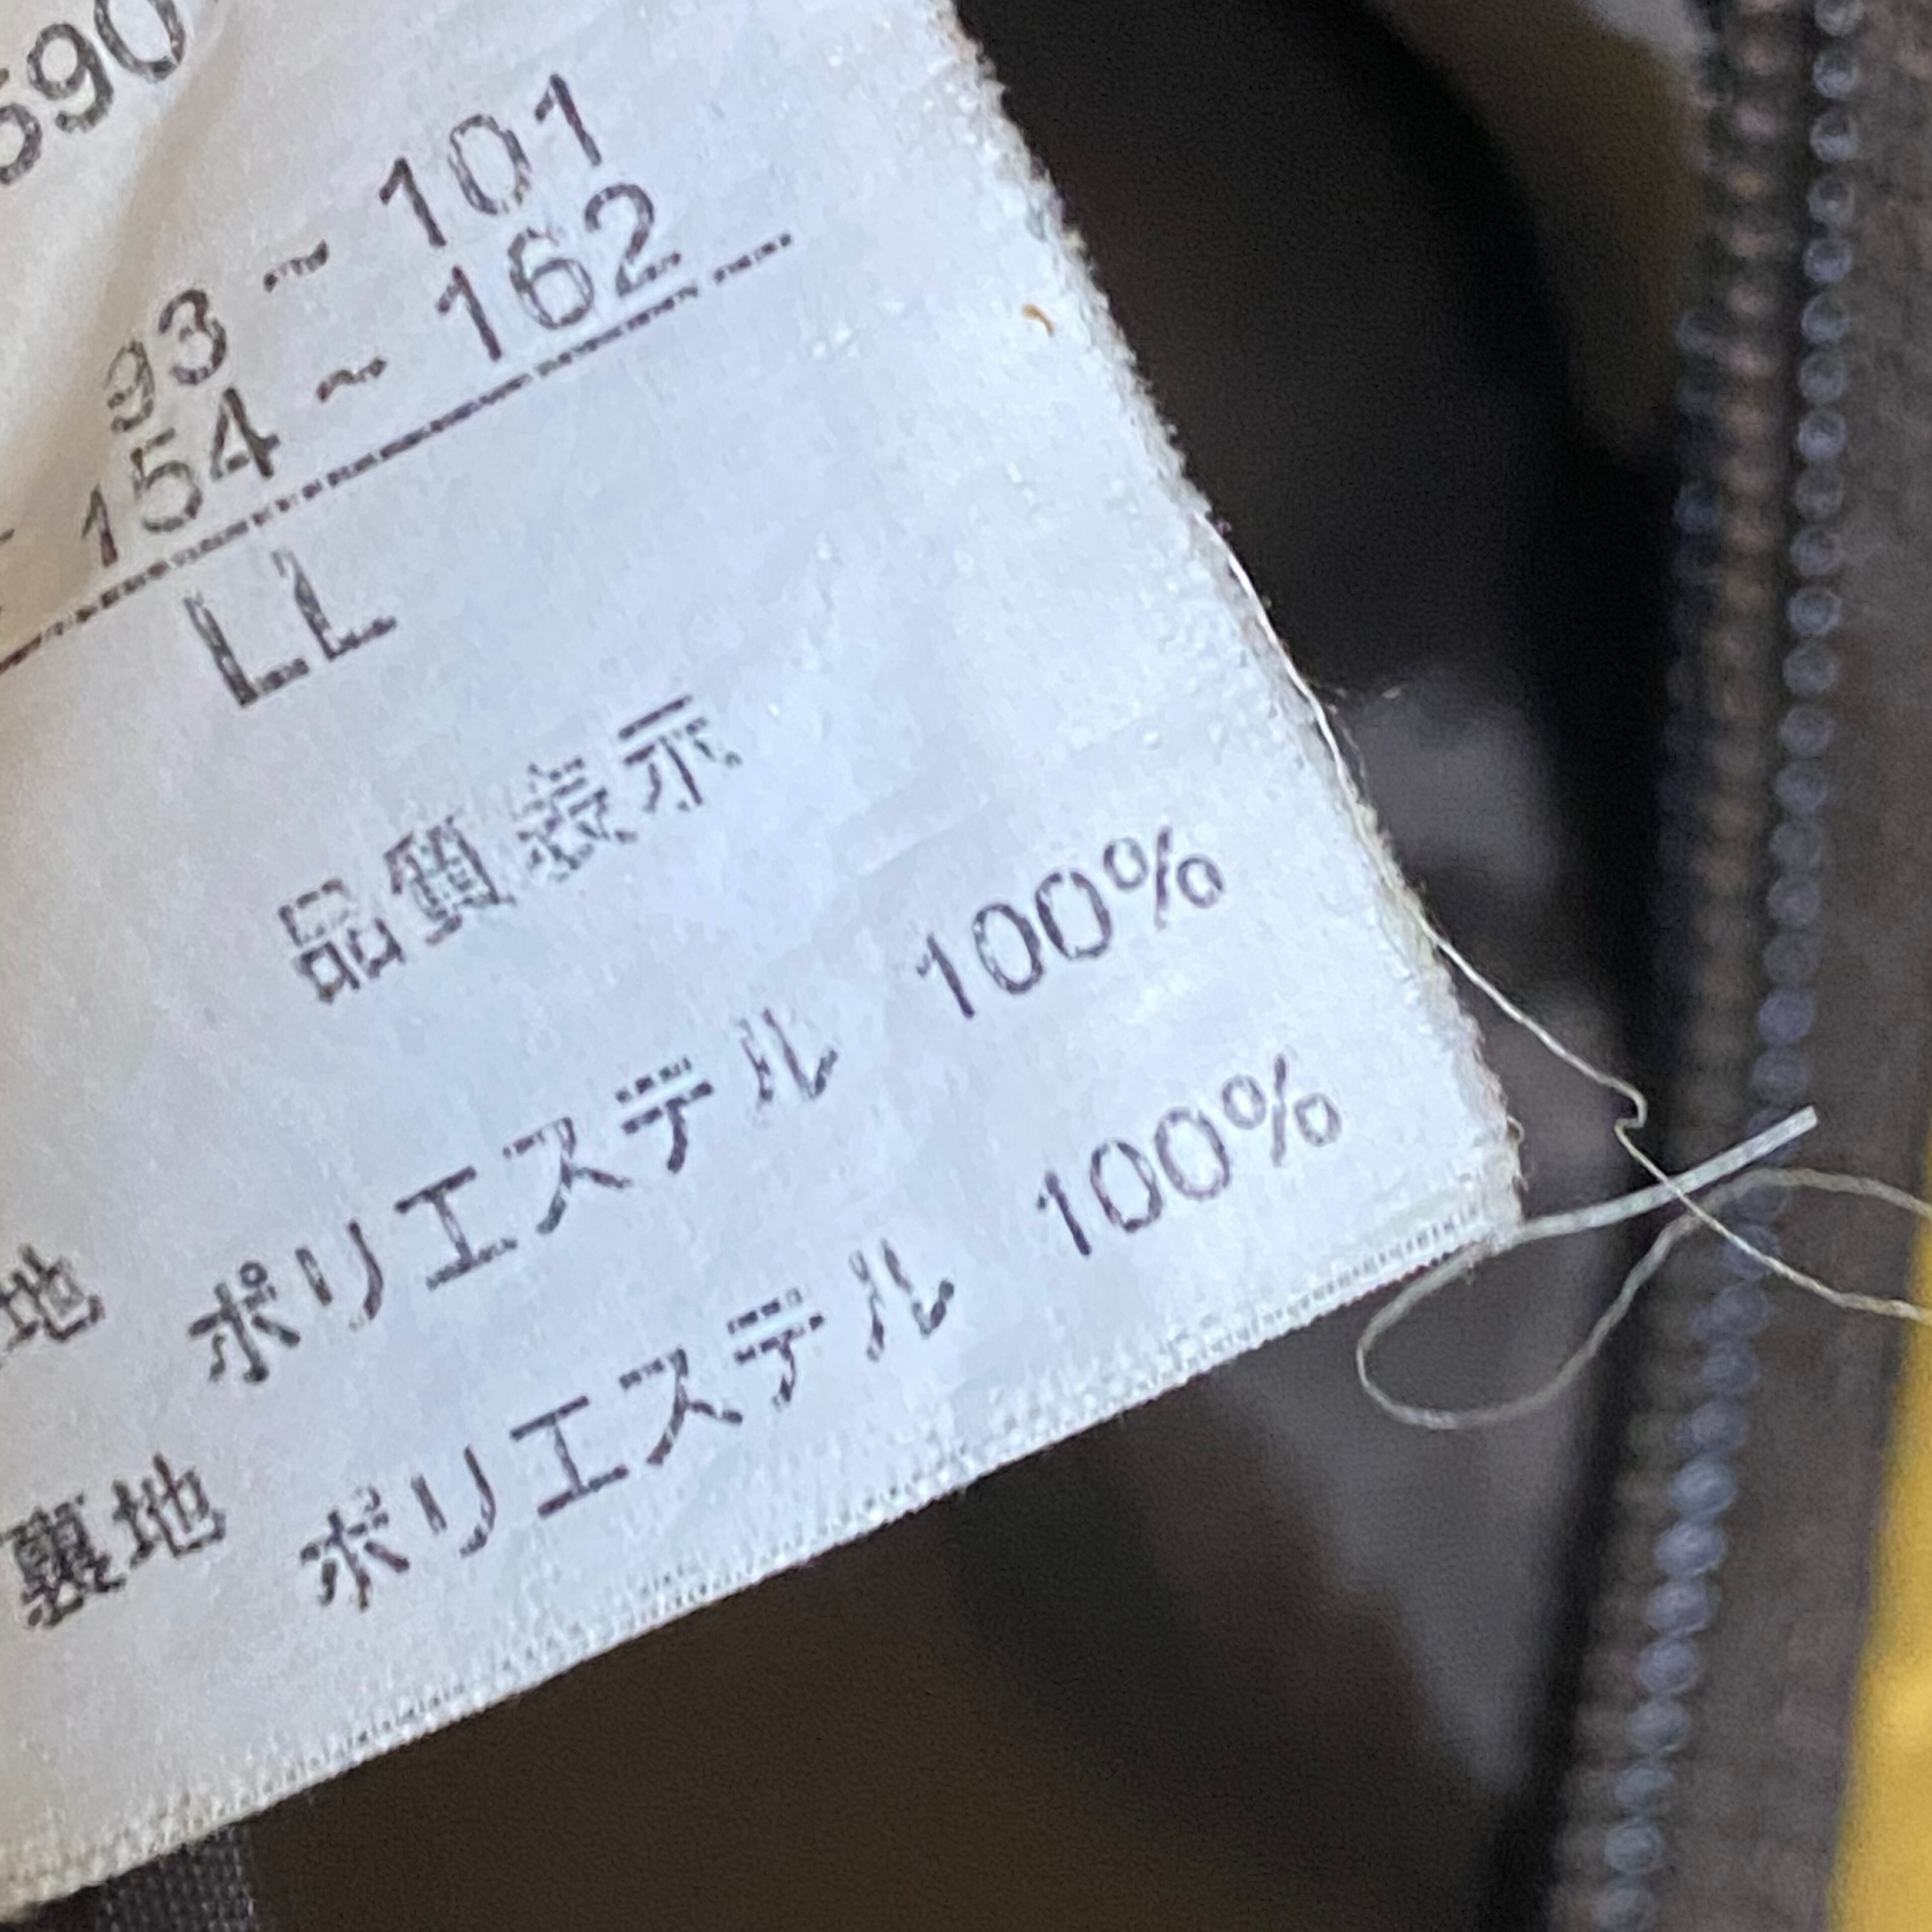 590
93 ~ 101
154 ~ 162
LL
品質表示
地 ポリエステル 100%
裏地 ポリエステル 100%